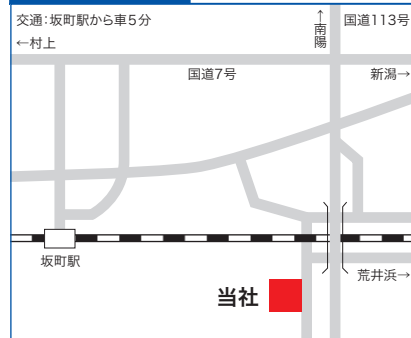 交通：坂町駅から車5分
←村上
↑南陽
国道113号
国道7号
新潟→
坂町駅
当社
荒井浜→